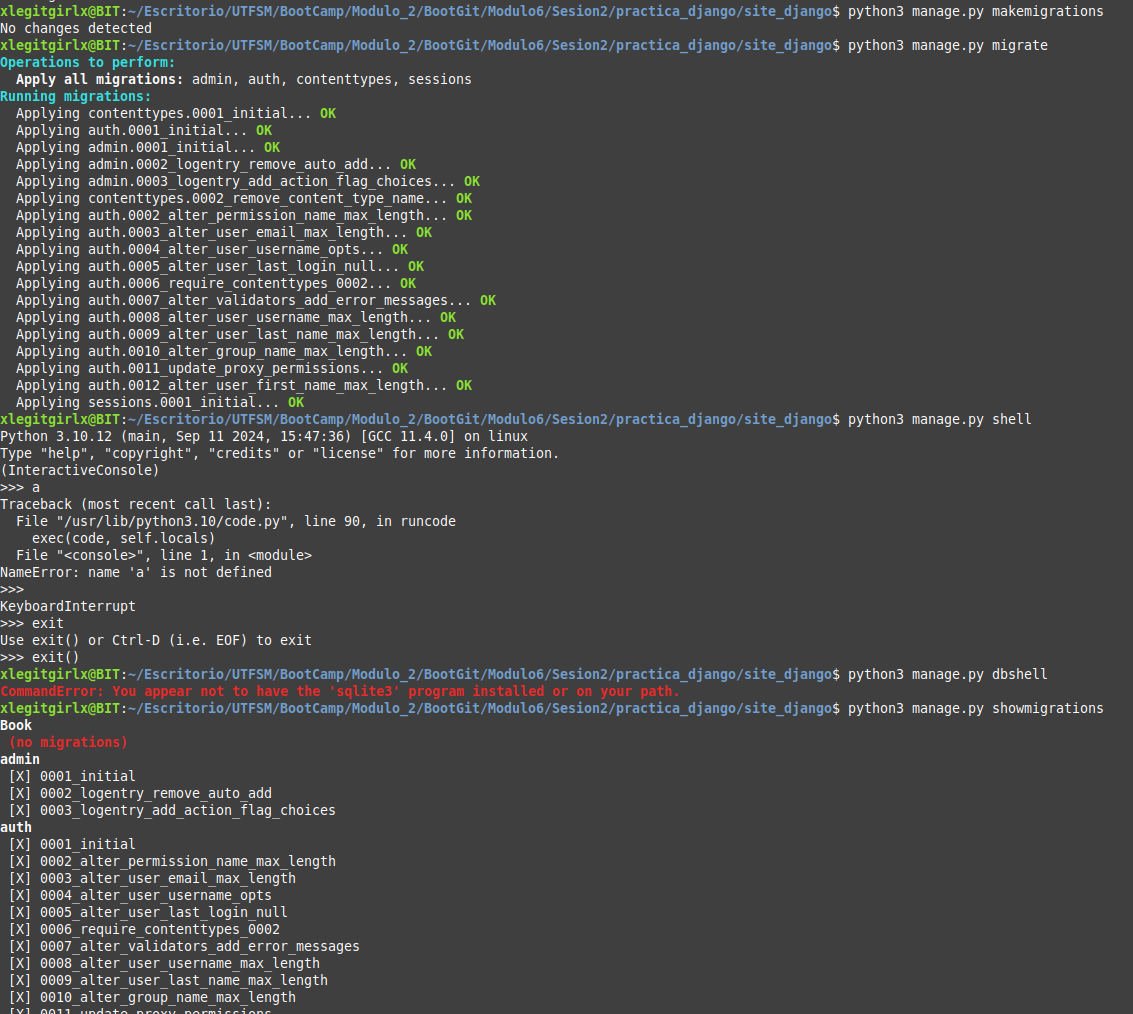 xlegitgirlx@BIT:~/Escritorio/UTFSM/BootCamp/Modulo_2/BootGit/Modulo6/Sesion2/practica_django/site_django$ python3 manage.py makemigrations
No changes detected
xlegitgirlx@BIT:~/Escritorio/UTFSM/BootCamp/Modulo_2/BootGit/Modulo6/Sesion2/practica_django/site_django$ python3 manage.py migrate
Operations to perform:
  Apply all migrations: admin, auth, contenttypes, sessions
Running migrations:
  Applying contenttypes.0001_initial... OK
  Applying auth.0001_initial... OK
  Applying admin.0001_initial... OK
  Applying admin.0002_logentry_remove_auto_add... OK
  Applying admin.0003_logentry_add_action_flag_choices... OK
  Applying contenttypes.0002_remove_content_type_name... OK
  Applying auth.0002_alter_permission_name_max_length... OK
  Applying auth.0003_alter_user_email_max_length... OK
  Applying auth.0004_alter_user_username_opts... OK
  Applying auth.0005_alter_user_last_login_null... OK
  Applying auth.0006_require_contenttypes_0002... OK
  Applying auth.0007_alter_validators_add_error_messages... OK
  Applying auth.0008_alter_user_username_max_length... OK
  Applying auth.0009_alter_user_last_name_max_length... OK
  Applying auth.0010_alter_group_name_max_length... OK
  Applying auth.0011_update_proxy_permissions... OK
  Applying auth.0012_alter_user_first_name_max_length... OK
  Applying sessions.0001_initial... OK
xlegitgirlx@BIT:~/Escritorio/UTFSM/BootCamp/Modulo_2/BootGit/Modulo6/Sesion2/practica_django/site_django$ python3 manage.py shell
Python 3.10.12 (main, Sep 11 2024, 15:47:36) [GCC 11.4.0] on linux
Type "help", "copyright", "credits" or "license" for more information.
(InteractiveConsole)
>>> a
Traceback (most recent call last):
  File "/usr/lib/python3.10/code.py", line 90, in runcode
    exec(code, self.locals)
  File "<console>", line 1, in <module>
NameError: name 'a' is not defined
>>>
KeyboardInterrupt
>>> exit
Use exit() or Ctrl-D (i.e. EOF) to exit
>>> exit()
xlegitgirlx@BIT:~/Escritorio/UTFSM/BootCamp/Modulo_2/BootGit/Modulo6/Sesion2/practica_django/site_django$ python3 manage.py dbshell
CommandError: You appear not to have the 'sqlite3' program installed or on your path.
xlegitgirlx@BIT:~/Escritorio/UTFSM/BootCamp/Modulo_2/BootGit/Modulo6/Sesion2/practica_django/site_django$ python3 manage.py showmigrations
Book
 (no migrations)
admin
 [X] 0001_initial
 [X] 0002_logentry_remove_auto_add
 [X] 0003_logentry_add_action_flag_choices
auth
 [X] 0001_initial
 [X] 0002_alter_permission_name_max_length
 [X] 0003_alter_user_email_max_length
 [X] 0004_alter_user_username_opts
 [X] 0005_alter_user_last_login_null
 [X] 0006_require_contenttypes_0002
 [X] 0007_alter_validators_add_error_messages
 [X] 0008_alter_user_username_max_length
 [X] 0009_alter_user_last_name_max_length
 [X] 0010_alter_group_name_max_length
 [X] 0011_update_proxy_permissions